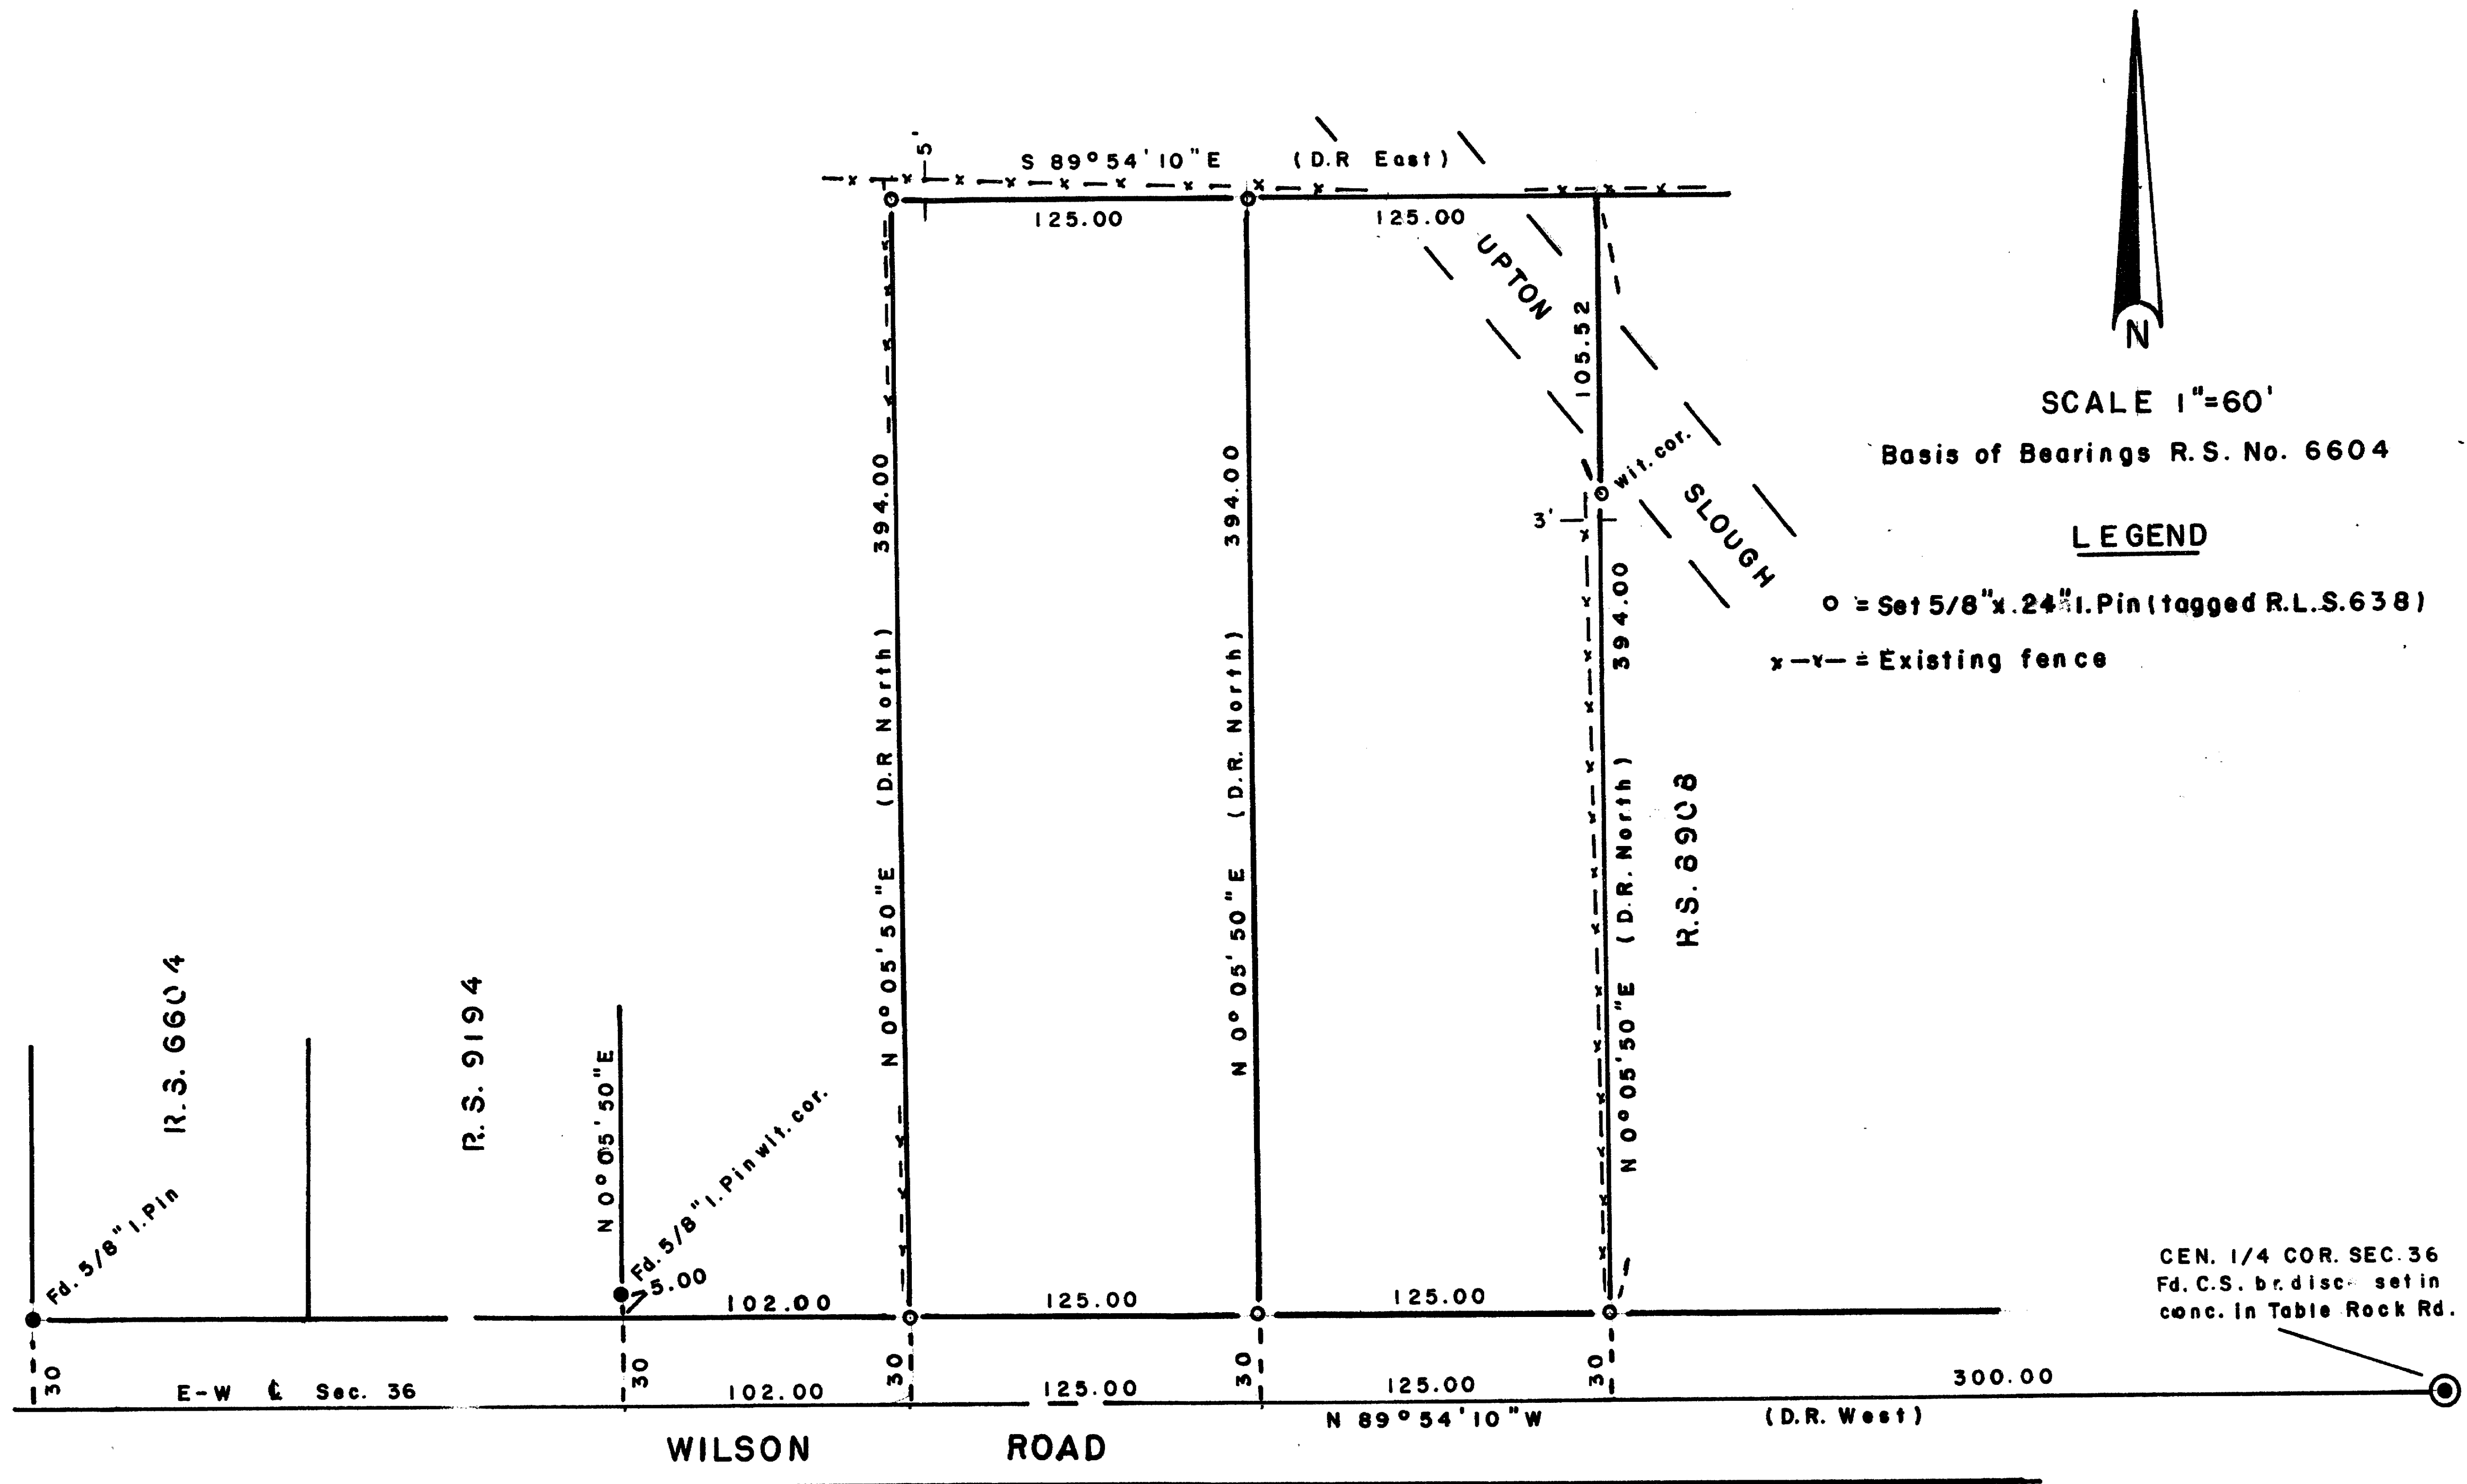 5'
S 89° 54' 10" E (D.R East)
125.00
125.00
UPTON
SLOUGH
105.52
wit. cor.
3'
394.00
(D.R North)
N 0° 05' 50" E
394.00
(D.R. North)
N 0° 05' 50" E
394.00
(D.R. North)
N 0° 05' 50" E
R.S. 8908
N
SCALE 1"=60'
Basis of Bearings R.S. No. 6604
LEGEND
o = Set 5/8" x 24" I. Pin (tagged R.L.S. 638)
x—x— = Existing fence
R.S. 6604
R.S. 9194
N 0° 05' 50" E
Fd. 5/8" I. Pin
Fd. 5/8" I. Pin wit. cor.
5.00
102.00
125.00
125.00
CEN. 1/4 COR. SEC. 36
Fd. C.S. br. disc set in
conc. in Table Rock Rd.
30
30
30
30
30
E-W ℄ Sec. 36
102.00
125.00
125.00
300.00
N 89° 54' 10" W
(D.R. West)
WILSON ROAD